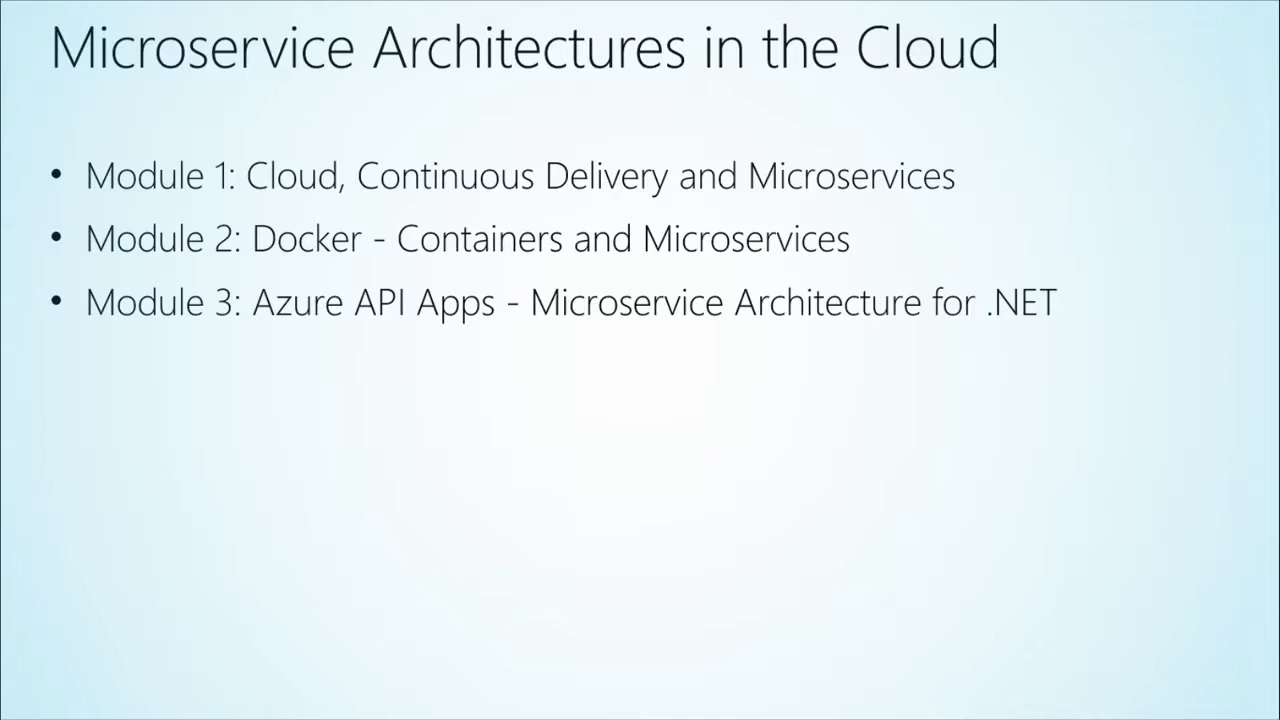 Microservice Architectures in the Cloud
• Module 1: Cloud, Continuous Delivery and Microservices
• Module 2: Docker - Containers and Microservices
• Module 3: Azure API Apps - Microservice Architecture for .NET